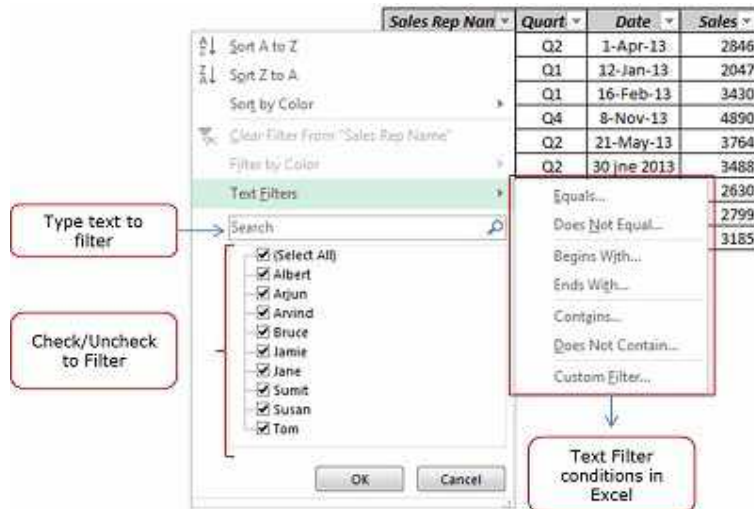 Sales Rep Nan Quart Date Sales
Q2 1-Apr-13 2846
Q1 12-Jan-13 2047
Q1 16-Feb-13 3430
Q4 8-Nov-13 4890
Q2 21-May-13 3764
Q2 30 jne 2013 3488
2630
2799
3185
Sort A to Z
Sort Z to A
Sort by Color
Clear Filter From "Sales Rep Name"
Filter by Color
Text Filters
Search
(Select All)
Albert
Arjun
Arvind
Bruce
Jamie
Jane
Sumit
Susan
Tom
OK Cancel
Equals...
Does Not Equal...
Begins With...
Ends With...
Contains...
Does Not Contain...
Custom Filter...
Type text to
filter
Check/Uncheck
to Filter
Text Filter
conditions in
Excel